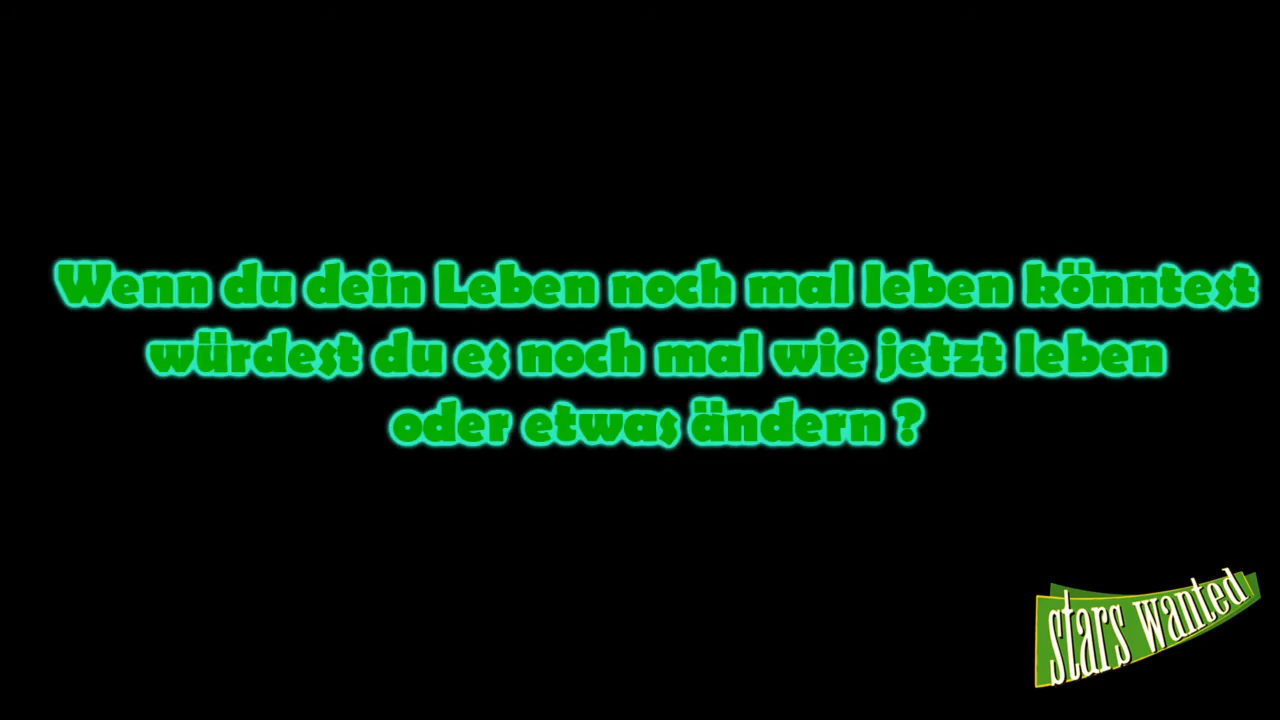 Wenn du dein Leben noch mal leben könntest
würdest du es noch mal wie jetzt leben
oder etwas ändern ?
stars wanted